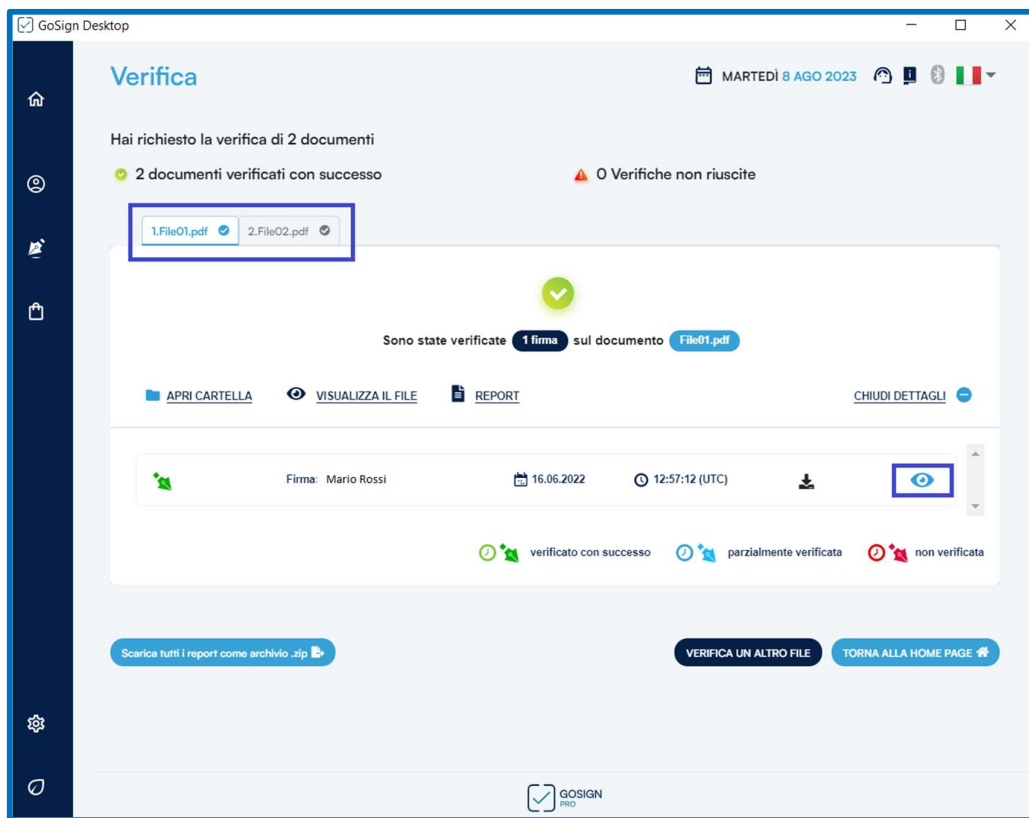 GoSign Desktop
Verifica
MARTEDÌ 8 AGO 2023
Hai richiesto la verifica di 2 documenti
2 documenti verificati con successo
0 Verifiche non riuscite
1.File01.pdf
2.File02.pdf
Sono state verificate 1 firma sul documento File01.pdf
APRI CARTELLA
VISUALIZZA IL FILE
REPORT
CHIUDI DETTAGLI
Firma: Mario Rossi
16.06.2022
12:57:12 (UTC)
verificato con successo
parzialmente verificata
non verificata
Scarica tutti i report come archivio .zip
VERIFICA UN ALTRO FILE
TORNA ALLA HOME PAGE
GOSIGN
PRO